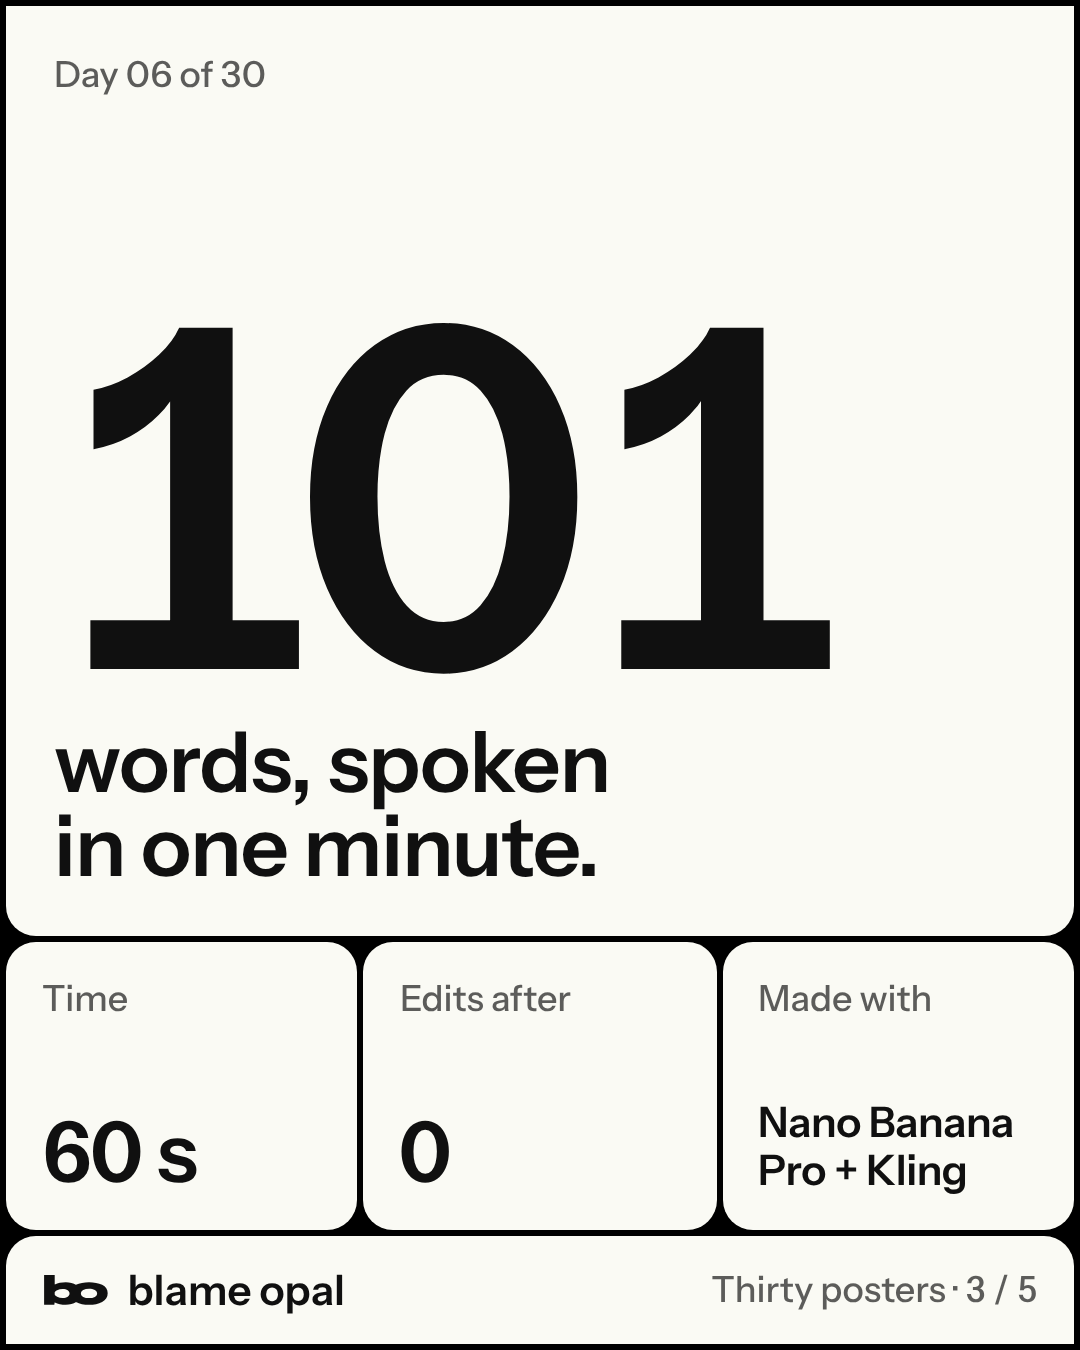 Day 06 of 30
101
words, spoken
in one minute.
Time
60 s
Edits after
0
Made with
Nano Banana
Pro + Kling
bo blame opal
Thirty posters · 3 / 5